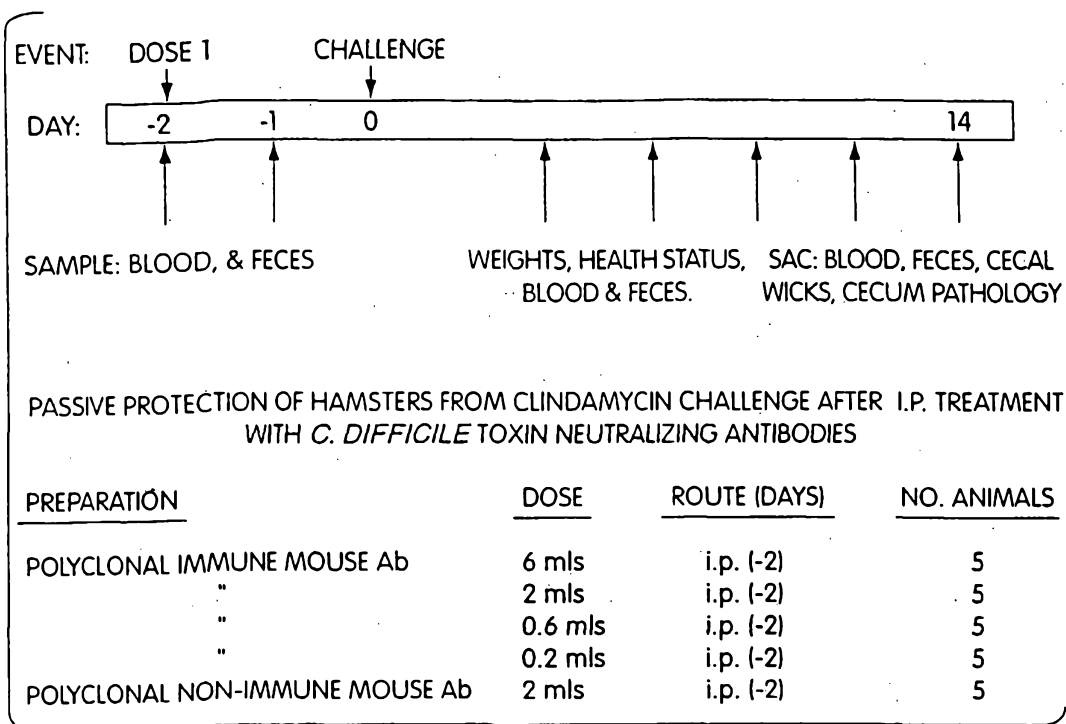 EVENT: DOSE 1 CHALLENGE
DAY: -2 -1 0 14
SAMPLE: BLOOD, & FECES
WEIGHTS, HEALTH STATUS,
BLOOD & FECES.
SAC: BLOOD, FECES, CECAL
WICKS, CECUM PATHOLOGY
PASSIVE PROTECTION OF HAMSTERS FROM CLINDAMYCIN CHALLENGE AFTER I.P. TREATMENT
WITH C. DIFFICILE TOXIN NEUTRALIZING ANTIBODIES
PREPARATION DOSE ROUTE (DAYS) NO. ANIMALS
POLYCLONAL IMMUNE MOUSE Ab 6 mls i.p. (-2) 5
" 2 mls i.p. (-2) 5
" 0.6 mls i.p. (-2) 5
" 0.2 mls i.p. (-2) 5
POLYCLONAL NON-IMMUNE MOUSE Ab 2 mls i.p. (-2) 5